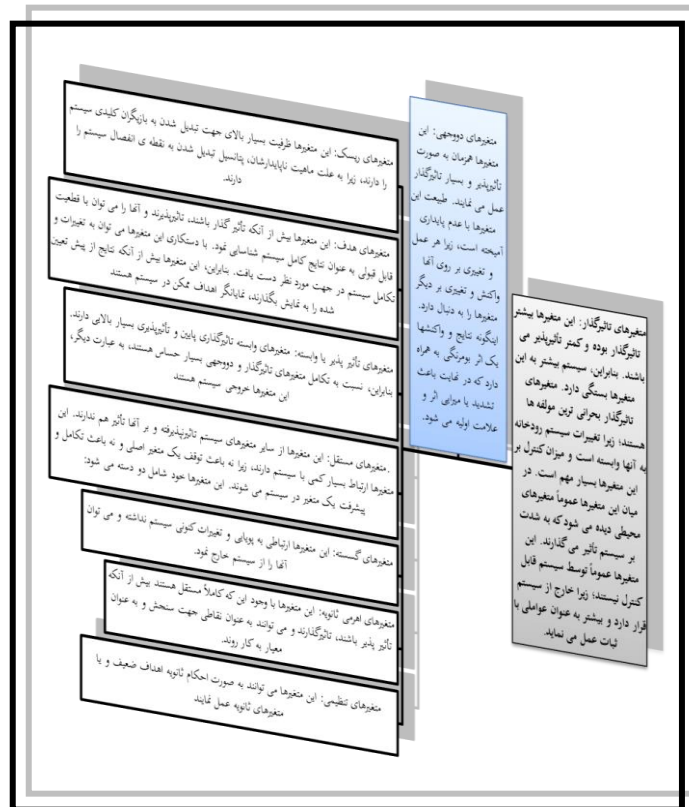 متغیرهای تاثیرگذار: این متغیرها بیشتر
تاثیرگذار بوده و کمتر تأثیرپذیر می
باشند. بنابراین، سیستم بیشتر به این
متغیرها بستگی دارد. متغیرهای
تاثیرگذار بحرانی ترین مولفه ها
هستند؛ زیرا تغییرات سیستم رودخانه
به آنها وابسته است و میزان کنترل بر
این متغیرها بسیار مهم است. در
میان این متغیرها عموماً متغیرهای
محیطی دیده می شود که به شدت
بر سیستم تأثیر می گذارند. این
متغیرها عموماً توسط سیستم قابل
کنترل نیستند؛ زیرا خارج از سیستم
قرار دارد و بیشتر به عنوان عواملی با
ثبات عمل می نماید.
متغیرهای دووجهی: این
متغیرها همزمان به صورت
تأثیرپذیر و بسیار تاثیرگذار
عمل می نمایند. طبیعت این
متغیرها با عدم پایداری
آمیخته است، زیرا هر عمل
و تغییری بر روی آنها
واکنش و تغییری بر دیگر
متغیرها را به دنبال دارد.
اینگونه نتایج و واکنشها
یک اثر بومرنگی به همراه
دارد که در نهایت باعث
تشدید یا میرایی اثر و
علامت اولیه می شود.
متغیرهای ریسک: این متغیرها ظرفیت بسیار بالای جهت تبدیل شدن به بازیگران کلیدی سیستم
را دارند، زیرا به علت ماهیت ناپایدارشان، پتانسیل تبدیل شدن به نقطه ی انفصال سیستم را
دارند.
متغیرهای هدف: این متغیرها بیش از آنکه تأثیر گذار باشند، تاثیرپذیرند و آنها را می توان با قطعیت
قابل قبولی به عنوان نتایج کامل سیستم شناسایی نمود. با دستکاری این متغیرها می توان به تغییرات و
تکامل سیستم در جهت مورد نظر دست یافت. بنابراین، این متغیرها بیش از آنکه نتایج از پیش تعیین
شده را به نمایش بگذارند، نمایانگر اهداف ممکن در سیستم هستند
متغیرهای تأثیر پذیر یا وابسته: متغیرهای وابسته تاثیرگذاری پایین و تأثیرپذیری بسیار بالایی دارند.
بنابراین، نسبت به تکامل متغیرهای تاثیرگذار و دووجهی بسیار حساس هستند، به عبارت دیگر،
این متغیرها خروجی سیستم هستند
.متغیرهای مستقل: این متغیرها از سایر متغیرهای سیستم تاثیرنپذیرفته و بر آنها تأثیر هم ندارند. این
متغیرها ارتباط بسیار کمی با سیستم دارند، زیرا نه باعث توقف یک متغیر اصلی و نه باعث تکامل و
پیشرفت یک متغیر در سیستم می شوند. این متغیرها خود شامل دو دسته می شود:
متغیرهای گسسته: این متغیرها ارتباطی به پویایی و تغییرات کنونی سیستم نداشته و می توان
آنها را از سیستم خارج نمود.
متغیرهای اهرمی ثانویه: این متغیرها با وجود این که کاملاً مستقل هستند بیش از آنکه
تأثیر پذیر باشند، تاثیرگذارند و می توانند به عنوان نقاطی جهت سنجش و به عنوان
معیار به کار روند.
متغیرهای تنظیمی: این متغیرها می توانند به صورت احکام ثانویه اهداف ضعیف و یا
متغیرهای ثانویه عمل نمایند